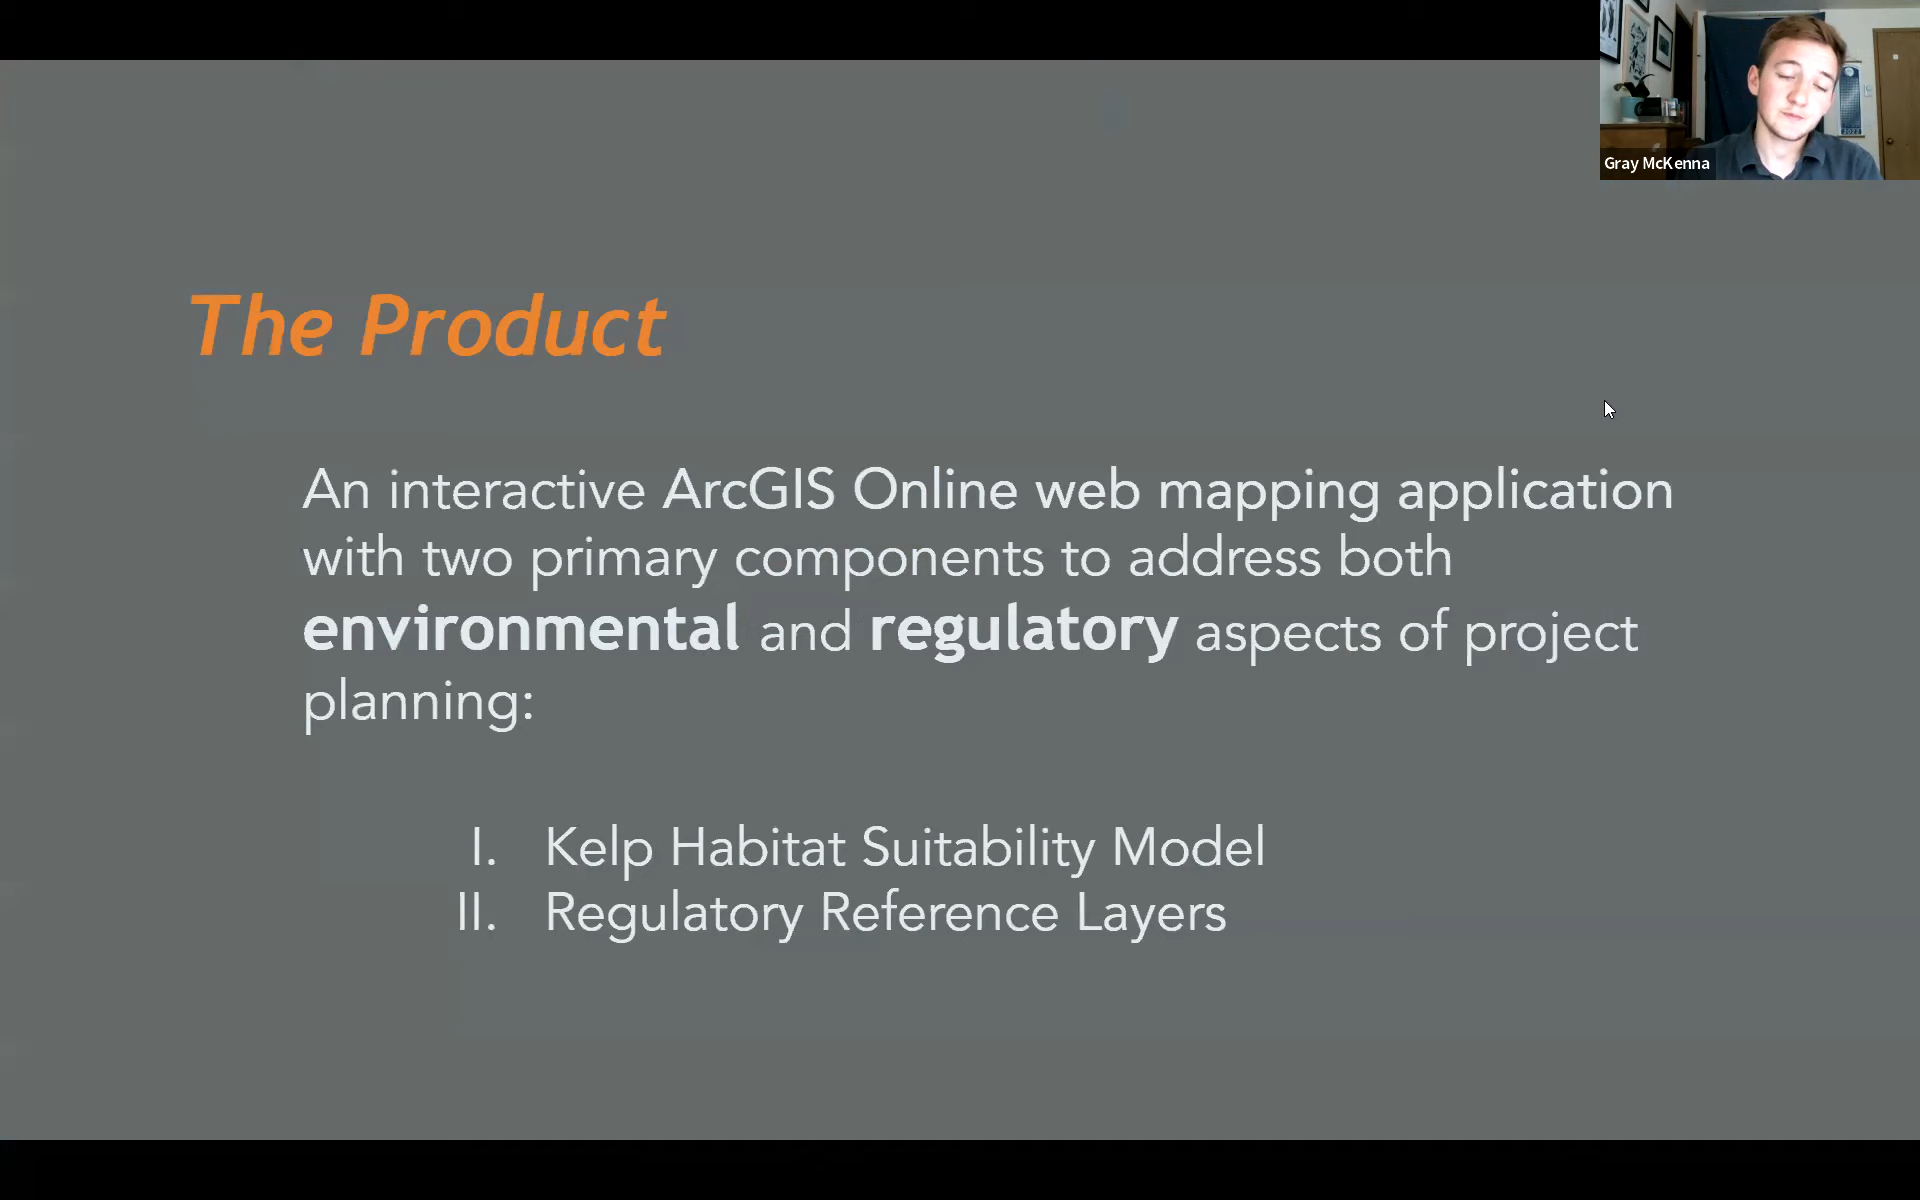 Gray McKenna
The Product
An interactive ArcGIS Online web mapping application
with two primary components to address both
environmental and regulatory aspects of project
planning:
I. Kelp Habitat Suitability Model
II. Regulatory Reference Layers